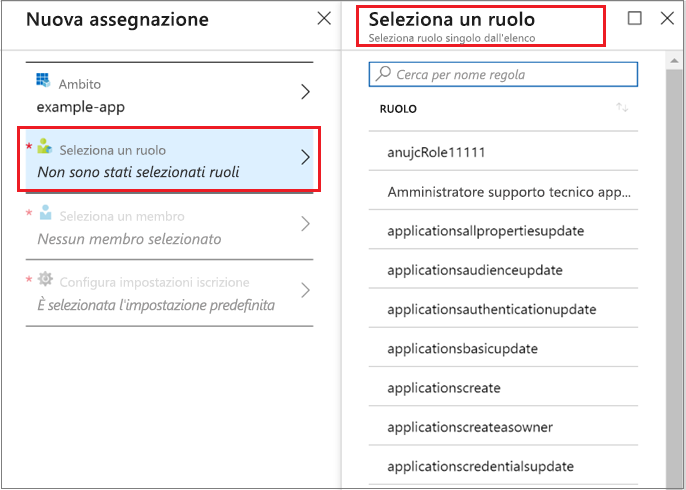 Nuova assegnazione
Ambito
example-app
* Seleziona un ruolo
Non sono stati selezionati ruoli
* Seleziona un membro
Nessun membro selezionato
* Configura impostazioni iscrizione
È selezionata l'impostazione predefinita
Seleziona un ruolo
Seleziona ruolo singolo dall'elenco
Cerca per nome regola
RUOLO
anujcRole11111
Amministratore supporto tecnico app...
applicationsallpropertiesupdate
applicationsaudienceupdate
applicationsauthenticationupdate
applicationsbasicupdate
applicationscreate
applicationscreateasowner
applicationscredentialsupdate